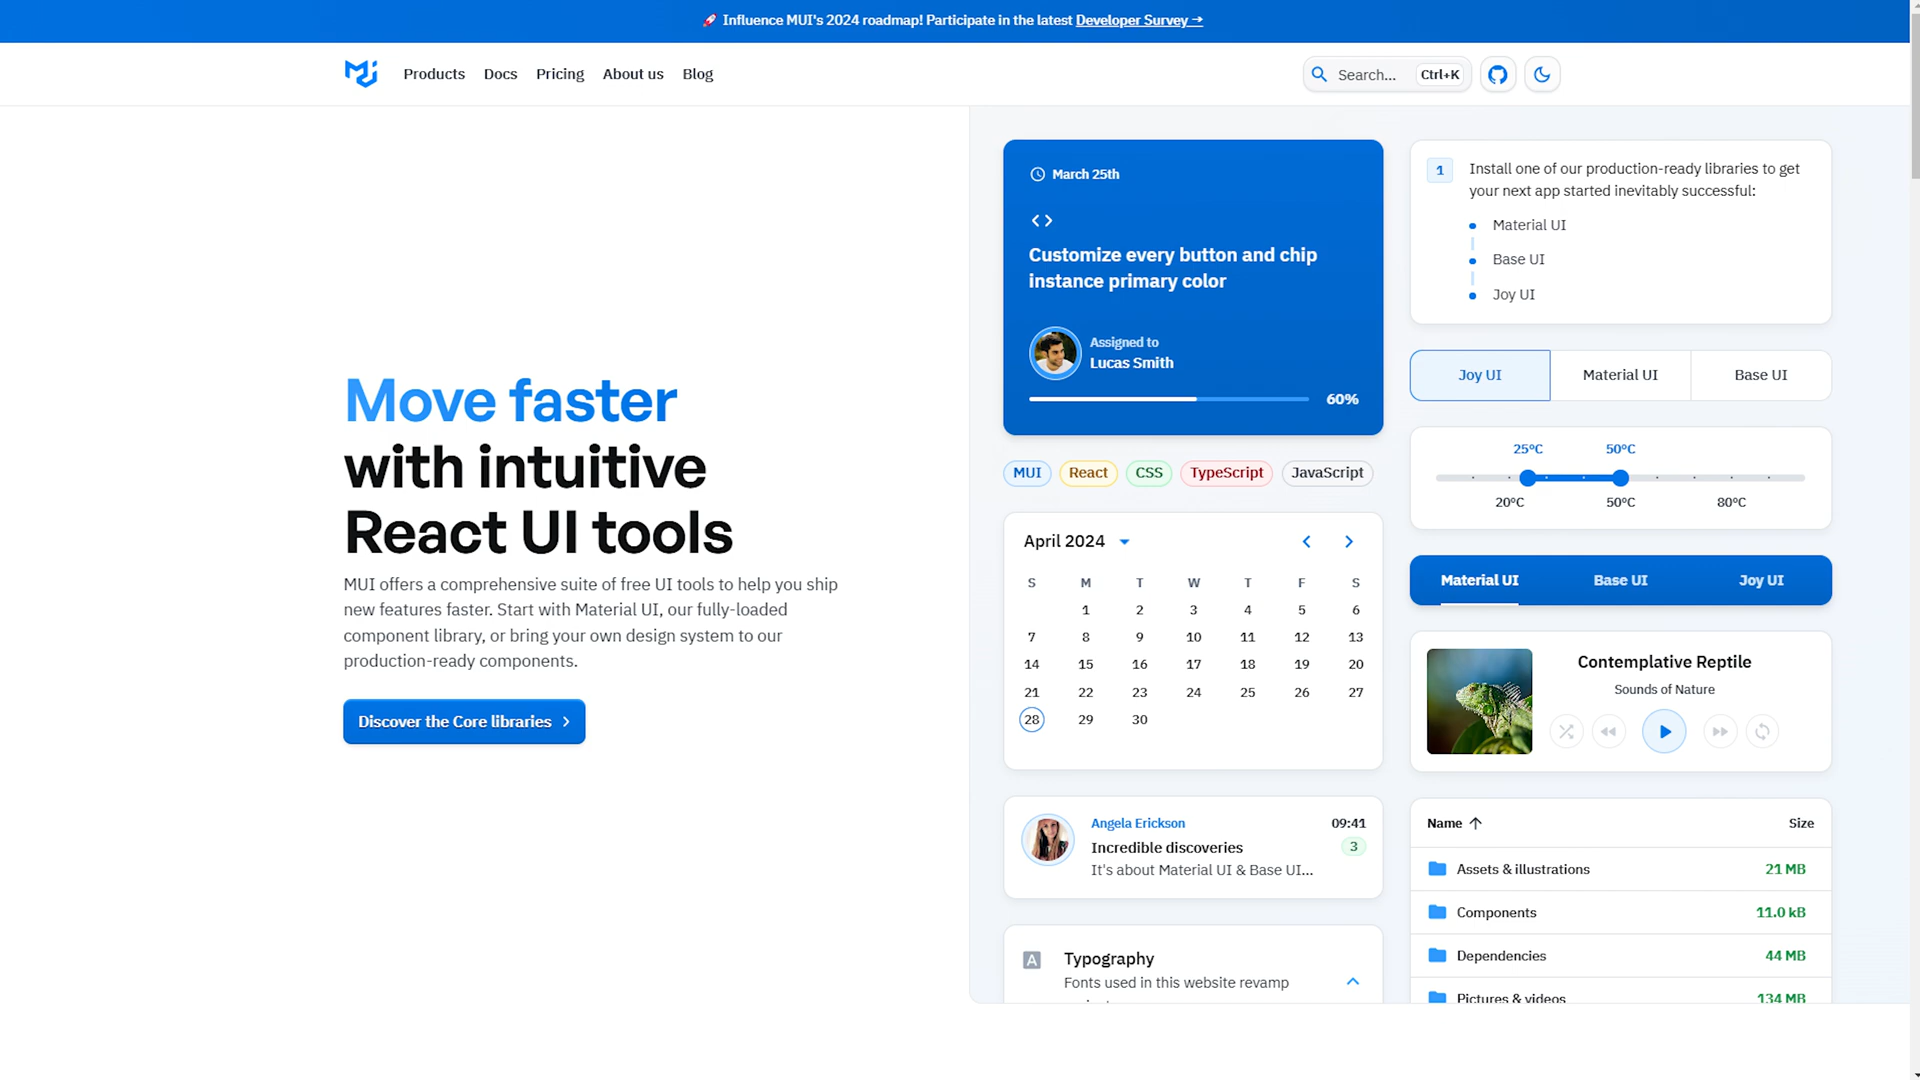 🚀 Influence MUI's 2024 roadmap! Participate in the latest Developer Survey →
Products Docs Pricing About us Blog
Search... Ctrl+K
Move faster
with intuitive
React UI tools
MUI offers a comprehensive suite of free UI tools to help you ship
new features faster. Start with Material UI, our fully-loaded
component library, or bring your own design system to our
production-ready components.
Discover the Core libraries
March 25th
Customize every button and chip
instance primary color
Assigned to
Lucas Smith
60%
MUI React CSS TypeScript JavaScript
April 2024
S M T W T F S
1 2 3 4 5 6
7 8 9 10 11 12 13
14 15 16 17 18 19 20
21 22 23 24 25 26 27
28 29 30
Angela Erickson 09:41
Incredible discoveries 3
It's about Material UI & Base UI...
A Typography
Fonts used in this website revamp
1 Install one of our production-ready libraries to get
your next app started inevitably successful:
Material UI
Base UI
Joy UI
Joy UI Material UI Base UI
25°C 50°C
20°C 50°C 80°C
Material UI Base UI Joy UI
Contemplative Reptile
Sounds of Nature
Name Size
Assets & illustrations 21 MB
Components 11.0 kB
Dependencies 44 MB
Pictures & videos 134 MB